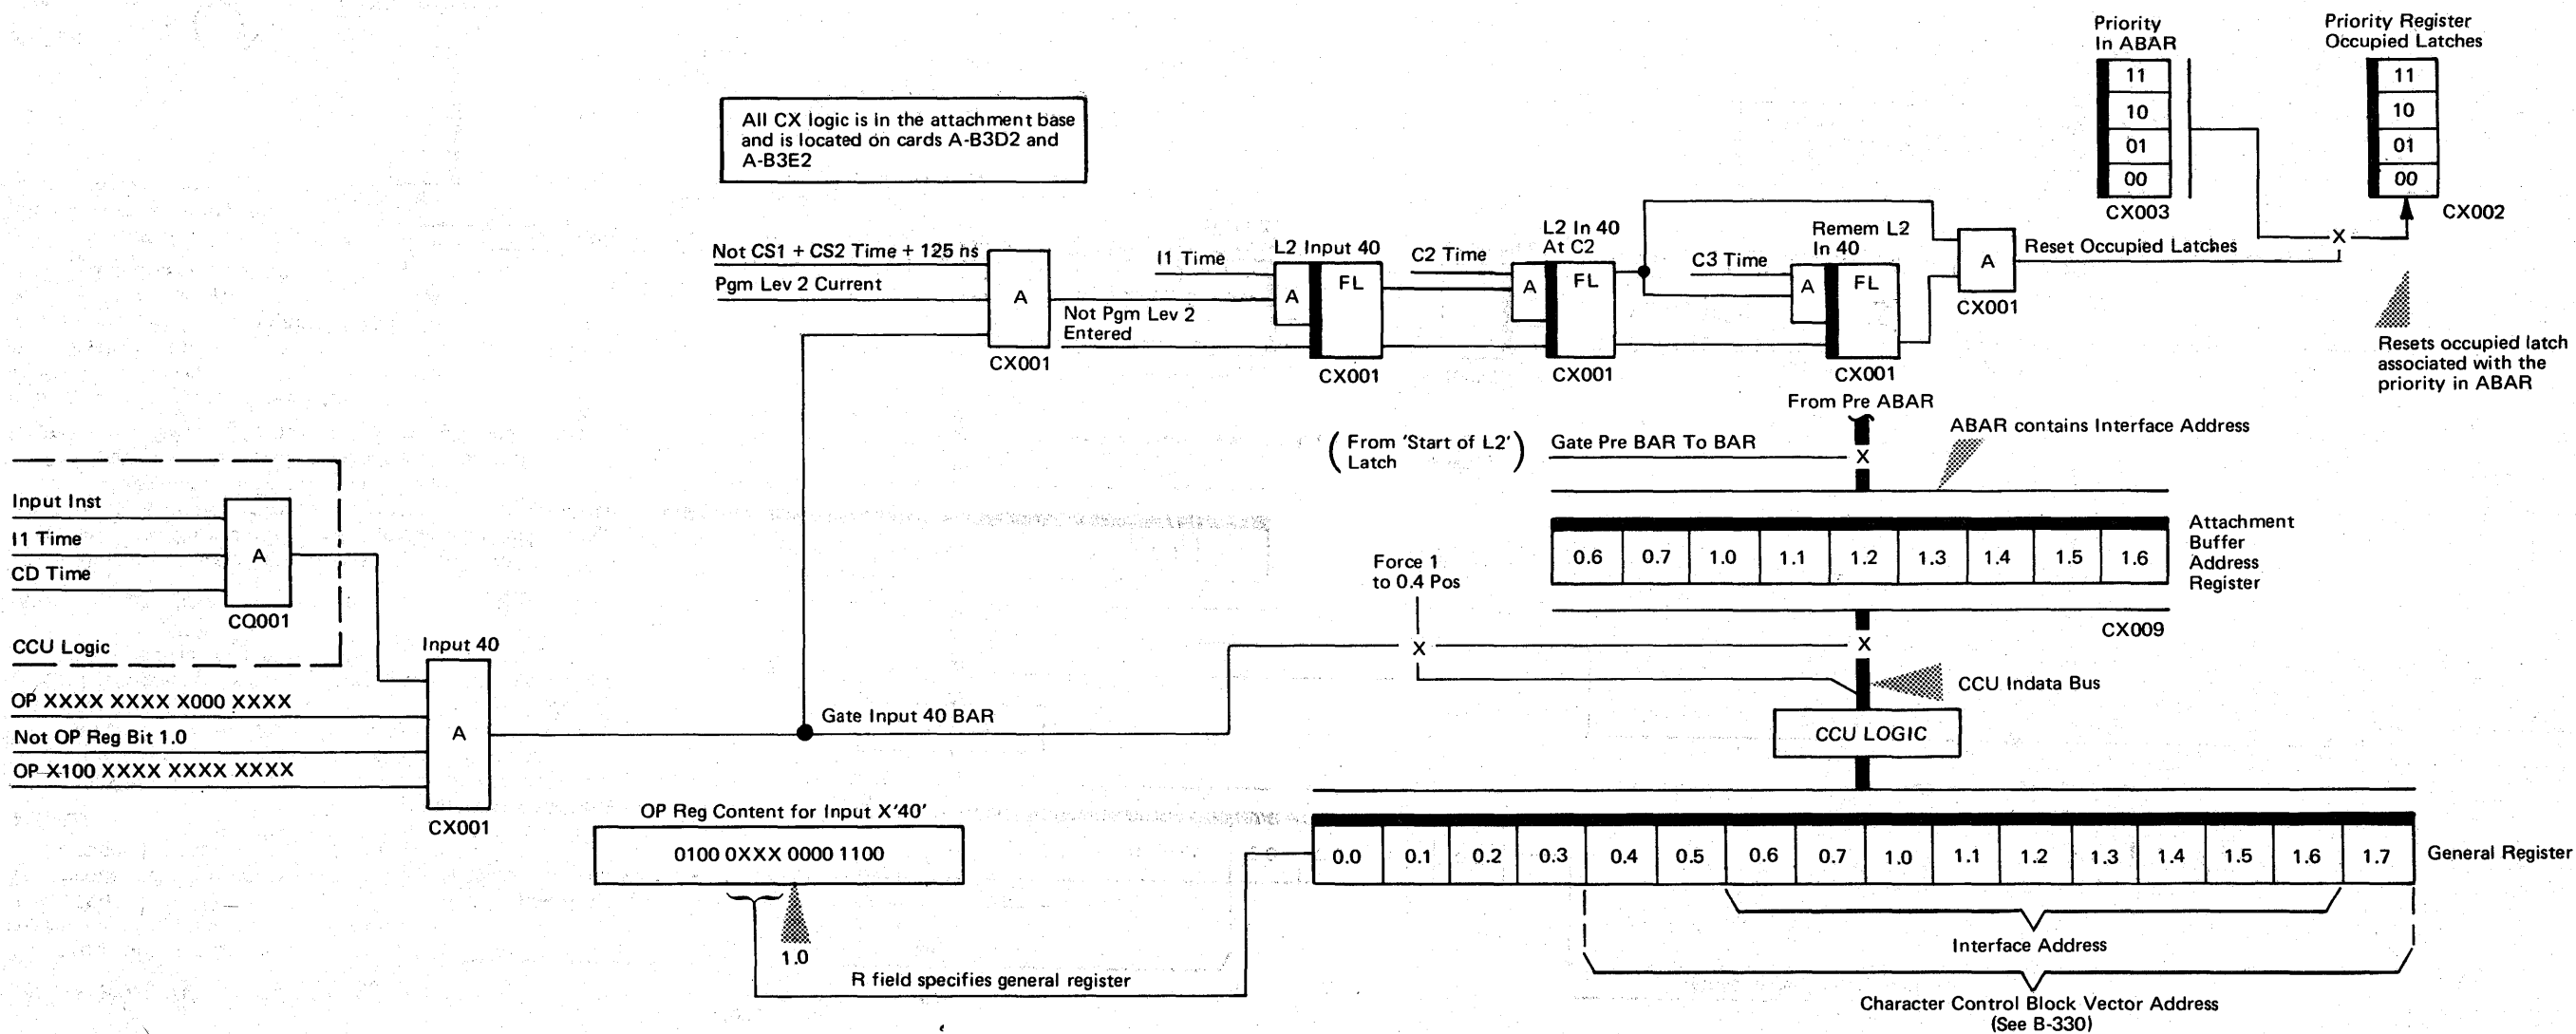 Priority
In ABAR
11
10
01
00
CX003
Priority Register
Occupied Latches
11
10
01
00
CX002
All CX logic is in the attachment base
and is located on cards A-B3D2 and
A-B3E2
Not CS1 + CS2 Time + 125 ns
Pgm Lev 2 Current
A
CX001
Not Pgm Lev 2
Entered
I1 Time
L2 Input 40
A
FL
CX001
C2 Time
L2 In 40
At C2
A
FL
CX001
C3 Time
Remem L2
In 40
A
FL
CX001
A
CX001
Reset Occupied Latches
X
Resets occupied latch
associated with the
priority in ABAR
From Pre ABAR
(From 'Start of L2')
Latch
Gate Pre BAR To BAR
X
ABAR contains Interface Address
Input Inst
I1 Time
CD Time
A
CQ001
CCU Logic
0.6 0.7 1.0 1.1 1.2 1.3 1.4 1.5 1.6
Attachment
Buffer
Address
Register
CX009
Force 1
to 0.4 Pos
X
X
CCU Indata Bus
CCU LOGIC
Input 40
OP XXXX XXXX X000 XXXX
Not OP Reg Bit 1.0
OP X100 XXXX XXXX XXXX
A
CX001
Gate Input 40 BAR
OP Reg Content for Input X'40'
0100 0XXX 0000 1100
1.0
R field specifies general register
0.0 0.1 0.2 0.3 0.4 0.5 0.6 0.7 1.0 1.1 1.2 1.3 1.4 1.5 1.6 1.7
General Register
Interface Address
Character Control Block Vector Address
(See B-330)